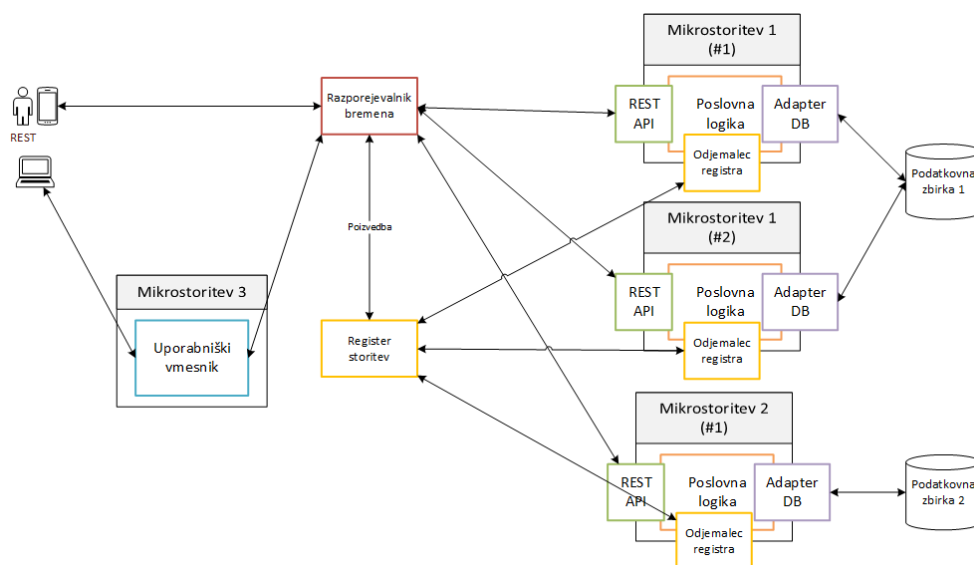 REST
Mikrostoritev 3
Uporabniški
vmesnik
Razporejevalnik
bremena
Poizvedba
Register
storitev
Mikrostoritev 1
(#1)
REST
API
Poslovna
logika
Adapter
DB
Odjemalec
registra
Mikrostoritev 1
(#2)
REST
API
Poslovna
logika
Adapter
DB
Odjemalec
registra
Mikrostoritev 2
(#1)
REST
API
Poslovna
logika
Adapter
DB
Odjemalec
registra
Podatkovna
zbirka 1
Podatkovna
zbirka 2